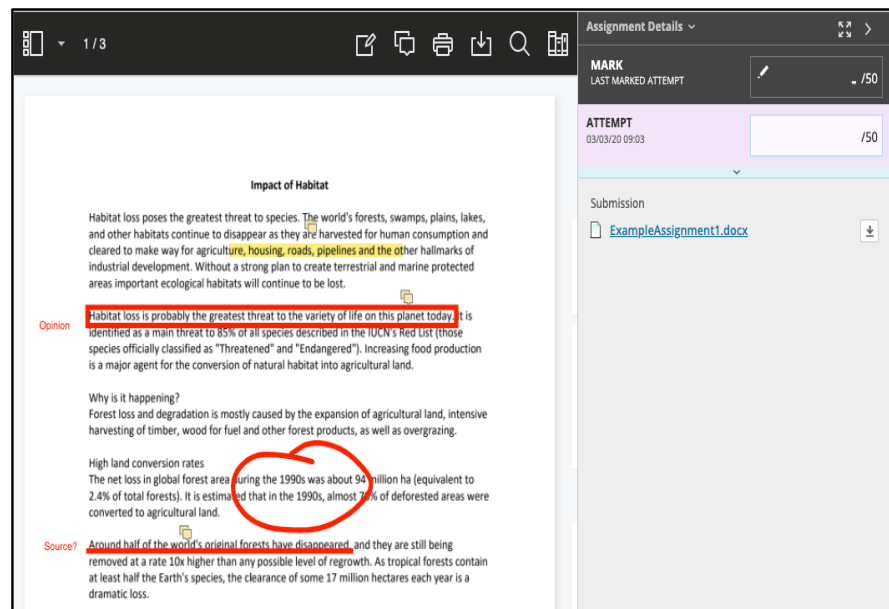 1 / 3
Assignment Details
MARK
LAST MARKED ATTEMPT
- /50
ATTEMPT
03/03/20 09:03
/50
Submission
ExampleAssignment1.docx
Impact of Habitat
Habitat loss poses the greatest threat to species. The world's forests, swamps, plains, lakes,
and other habitats continue to disappear as they are harvested for human consumption and
cleared to make way for agriculture, housing, roads, pipelines and the other hallmarks of
industrial development. Without a strong plan to create terrestrial and marine protected
areas important ecological habitats will continue to be lost.
Opinion
Habitat loss is probably the greatest threat to the variety of life on this planet today. It is
identified as a main threat to 85% of all species described in the IUCN's Red List (those
species officially classified as "Threatened" and "Endangered"). Increasing food production
is a major agent for the conversion of natural habitat into agricultural land.
Why is it happening?
Forest loss and degradation is mostly caused by the expansion of agricultural land, intensive
harvesting of timber, wood for fuel and other forest products, as well as overgrazing.
High land conversion rates
The net loss in global forest area during the 1990s was about 94 million ha (equivalent to
2.4% of total forests). It is estimated that in the 1990s, almost of deforested areas were
converted to agricultural land.
Source?
Around half of the world's original forests have disappeared, and they are still being
removed at a rate 10x higher than any possible level of regrowth. As tropical forests contain
at least half the Earth's species, the clearance of some 17 million hectares each year is a
dramatic loss.